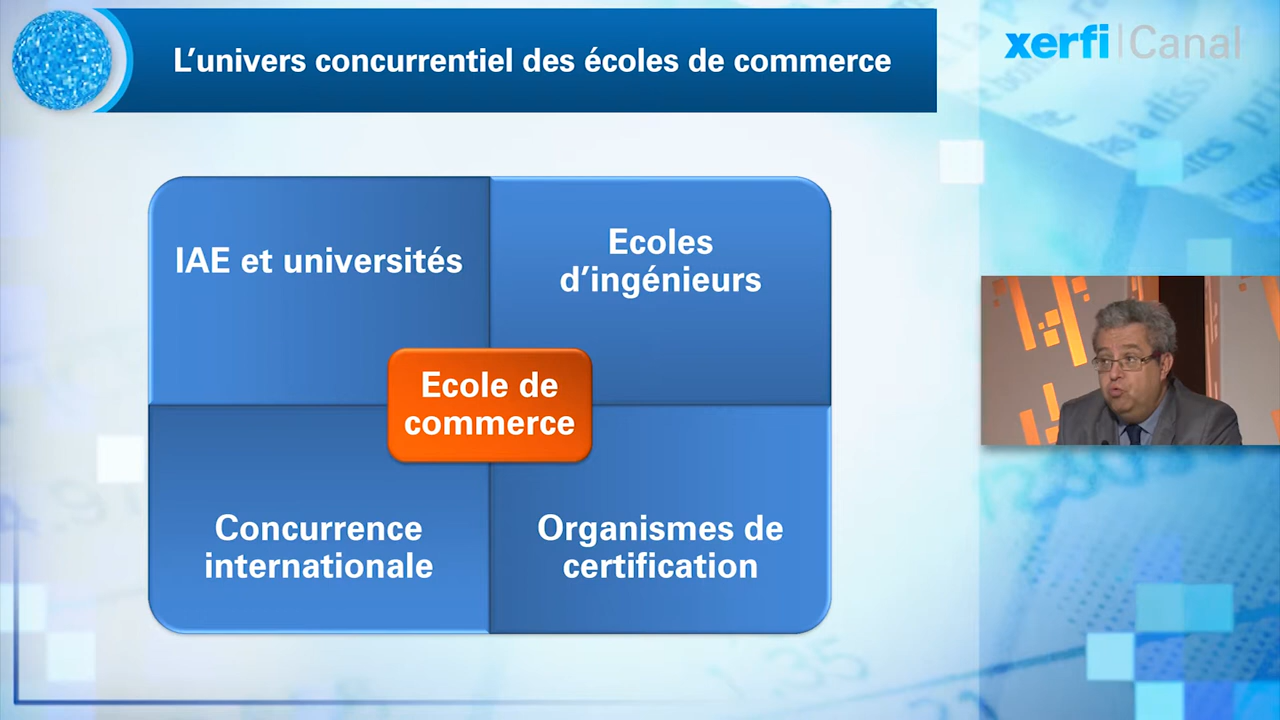 L'univers concurrentiel des écoles de commerce
xerfi Canal
IAE et universités
Ecoles
d'ingénieurs
Ecole de
commerce
Concurrence
internationale
Organismes de
certification